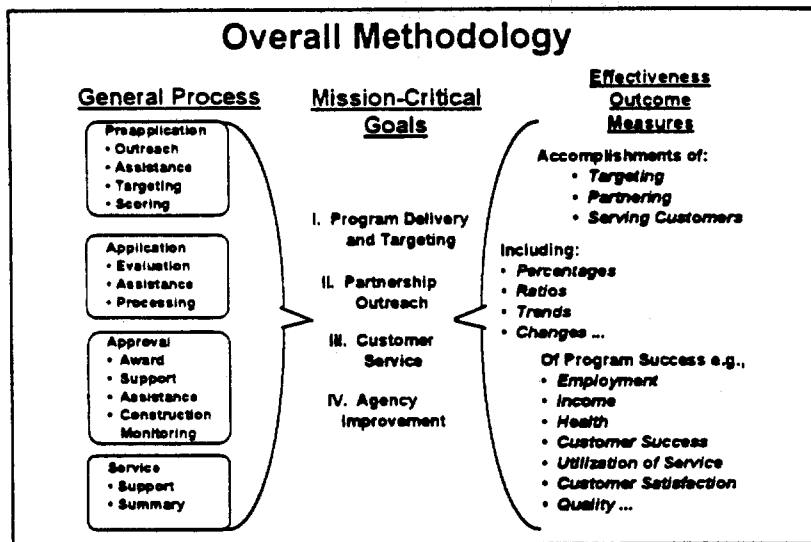 Overall Methodology
General Process
Preapplication
• Outreach
• Assistance
• Targeting
• Scoring
Application
• Evaluation
• Assistance
• Processing
Approval
• Award
• Support
• Assistance
• Construction
Monitoring
Service
• Support
• Summary
Mission-Critical
Goals
I. Program Delivery
and Targeting
II. Partnership
Outreach
III. Customer
Service
IV. Agency
Improvement
Effectiveness
Outcome
Measures
Accomplishments of:
• Targeting
• Partnering
• Serving Customers
Including:
• Percentages
• Ratios
• Trends
• Changes ...
Of Program Success e.g.,
• Employment
• Income
• Health
• Customer Success
• Utilization of Service
• Customer Satisfaction
• Quality ...